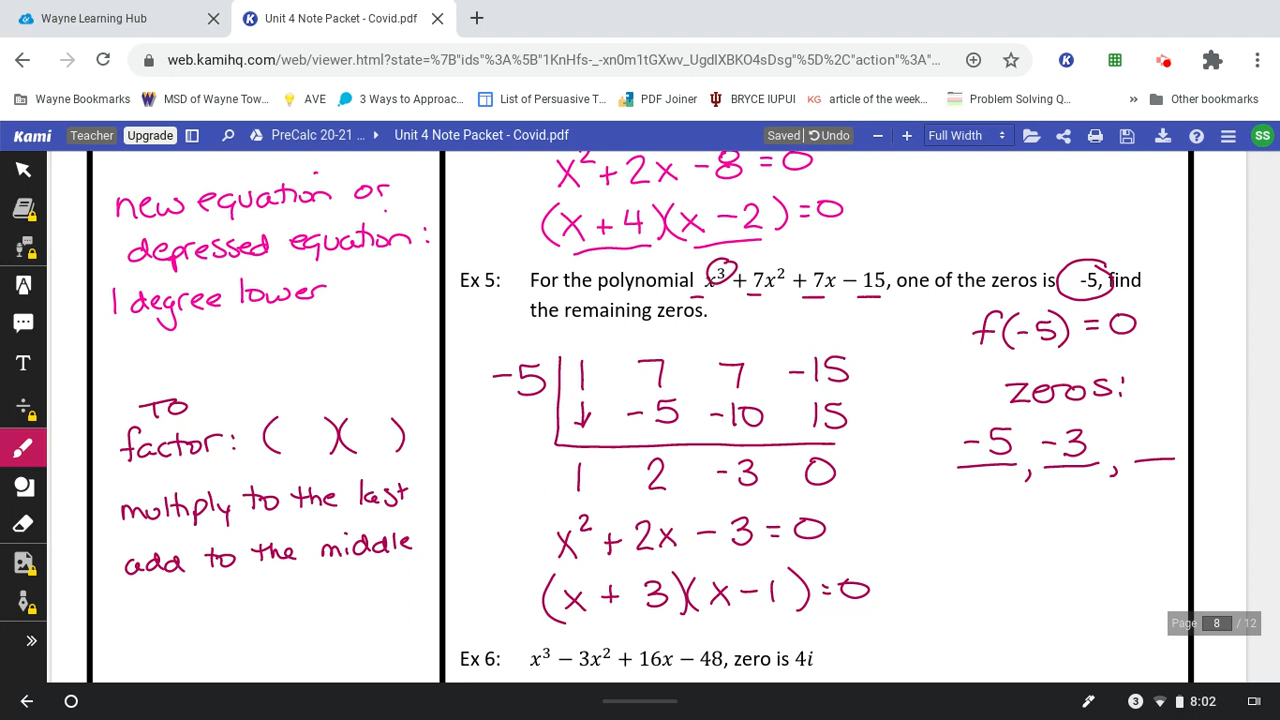 Wayne Learning Hub
Unit 4 Note Packet - Covid.pdf
web.kamihq.com/web/viewer.html?state=%7B"ids"%3A%5B"1KnHfs-_-xn0m1tGXwv_UgdIXBKO4sDsg"%5D%2C"action"%3A"...
Wayne Bookmarks
MSD of Wayne Tow...
AVE
3 Ways to Approac...
List of Persuasive T...
PDF Joiner
BRYCE IUPUI
KG article of the week...
Problem Solving Q...
» Other bookmarks
Kami Teacher Upgrade
PreCalc 20-21 ...
Unit 4 Note Packet - Covid.pdf
Saved Undo
Full Width
SS
new equation or
depressed equation:
1 degree lower
To
factor: ( )( )
multiply to the last
add to the middle
x² + 2x - 8 = 0
(x + 4)(x - 2) = 0
Ex 5: For the polynomial x³ + 7x² + 7x − 15, one of the zeros is -5, find
the remaining zeros.
f(-5) = 0
zeros:
-5, -3, __
-5 | 1 7 7 -15
↓ -5 -10 15
1 2 -3 0
x² + 2x - 3 = 0
(x + 3)(x - 1) = 0
Ex 6: x³ − 3x² + 16x − 48, zero is 4i
Page 8 / 12
3 8:02